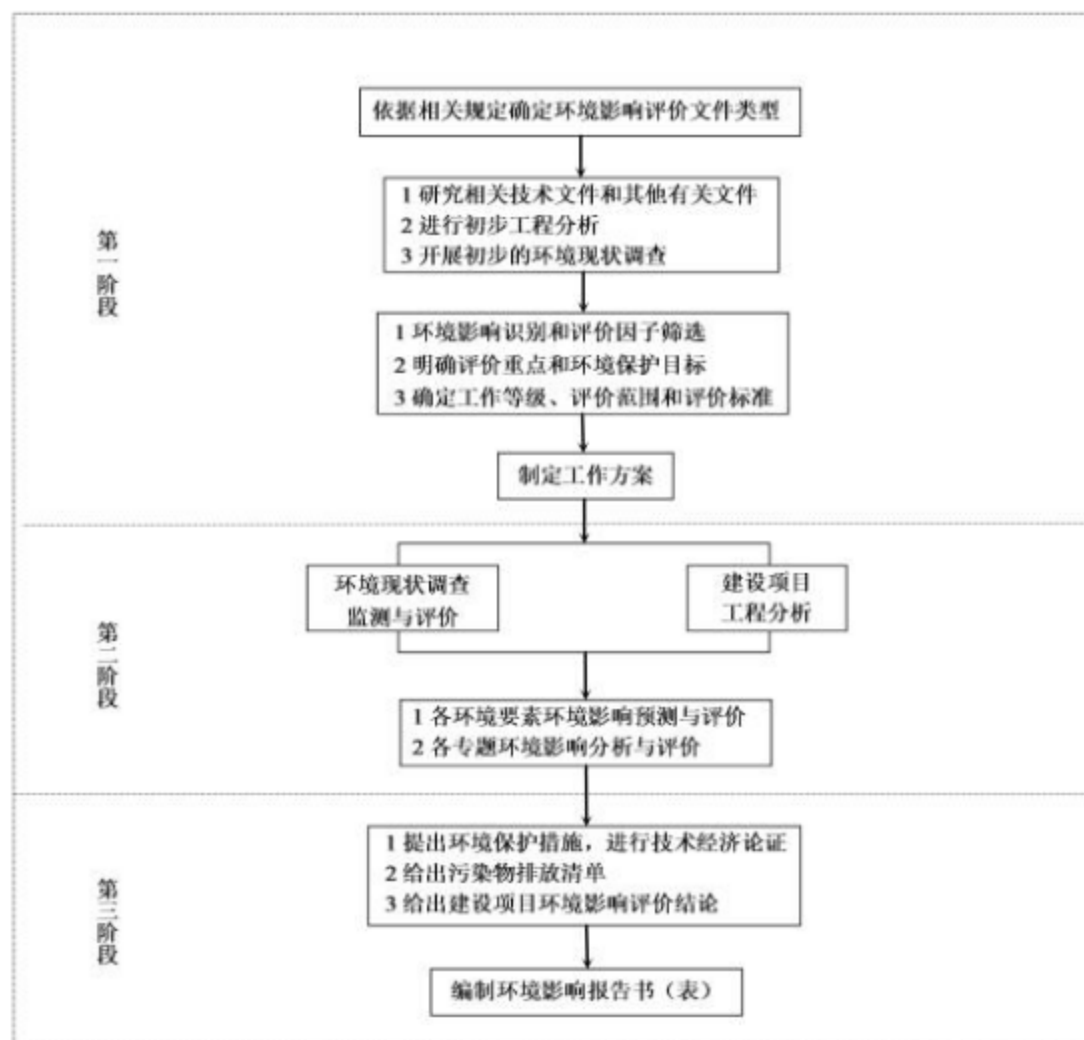 依据相关规定确定环境影响评价文件类型
1 研究相关技术文件和其他有关文件
2 进行初步工程分析
3 开展初步的环境现状调查
第一阶段
1 环境影响识别和评价因子筛选
2 明确评价重点和环境保护目标
3 确定工作等级、评价范围和评价标准
制定工作方案
环境现状调查
监测与评价
建设项目
工程分析
第二阶段
1 各环境要素环境影响预测与评价
2 各专题环境影响分析与评价
1 提出环境保护措施，进行技术经济论证
2 给出污染物排放清单
3 给出建设项目环境影响评价结论
第三阶段
编制环境影响报告书（表）